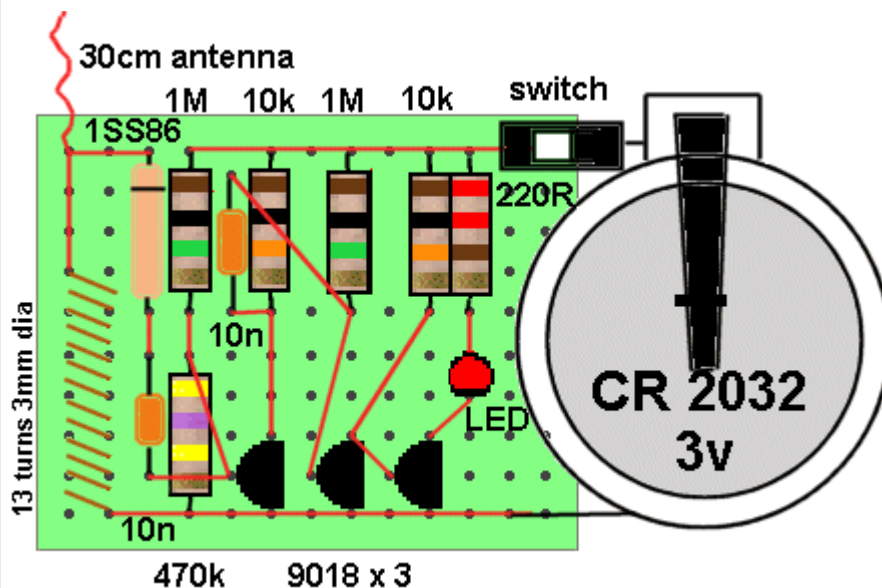 30cm antenna
1M 10k 1M 10k
switch
1SS86
220R
10n
13 turns 3mm dia
LED
CR 2032
3v
10n
470k
9018 x 3